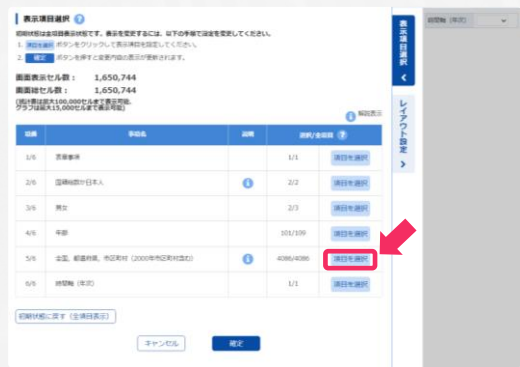 表示項目選択 ?
初期状態は全項目表示状態です。表示を変更するには、以下の手順で設定を変更してください。
1. 項目を選択 ボタンをクリックして表示項目を設定してください。
2. 確定 ボタンを押すと変更内容の表示が更新されます。
画面表示セル数： 1,650,744
画面総セル数： 1,650,744
(統計表は最大100,000セルまで表示可能、
グラフは最大15,000セルまで表示可能)
解説表示
項番 事項名 説明 選択/全項目 ?
1/6 1/1 項目を選択
2/6 国籍総数か日本人 2/2 項目を選択
3/6 男女 2/3 項目を選択
4/6 年齢 101/109 項目を選択
5/6 全国、都道府県、市区町村（2000年市区町村含む） 4086/4086 項目を選択
6/6 時間軸（年次） 1/1 項目を選択
初期状態に戻す（全項目表示）
キャンセル 確定
表示項目選択
レイアウト設定
時間軸（年次）